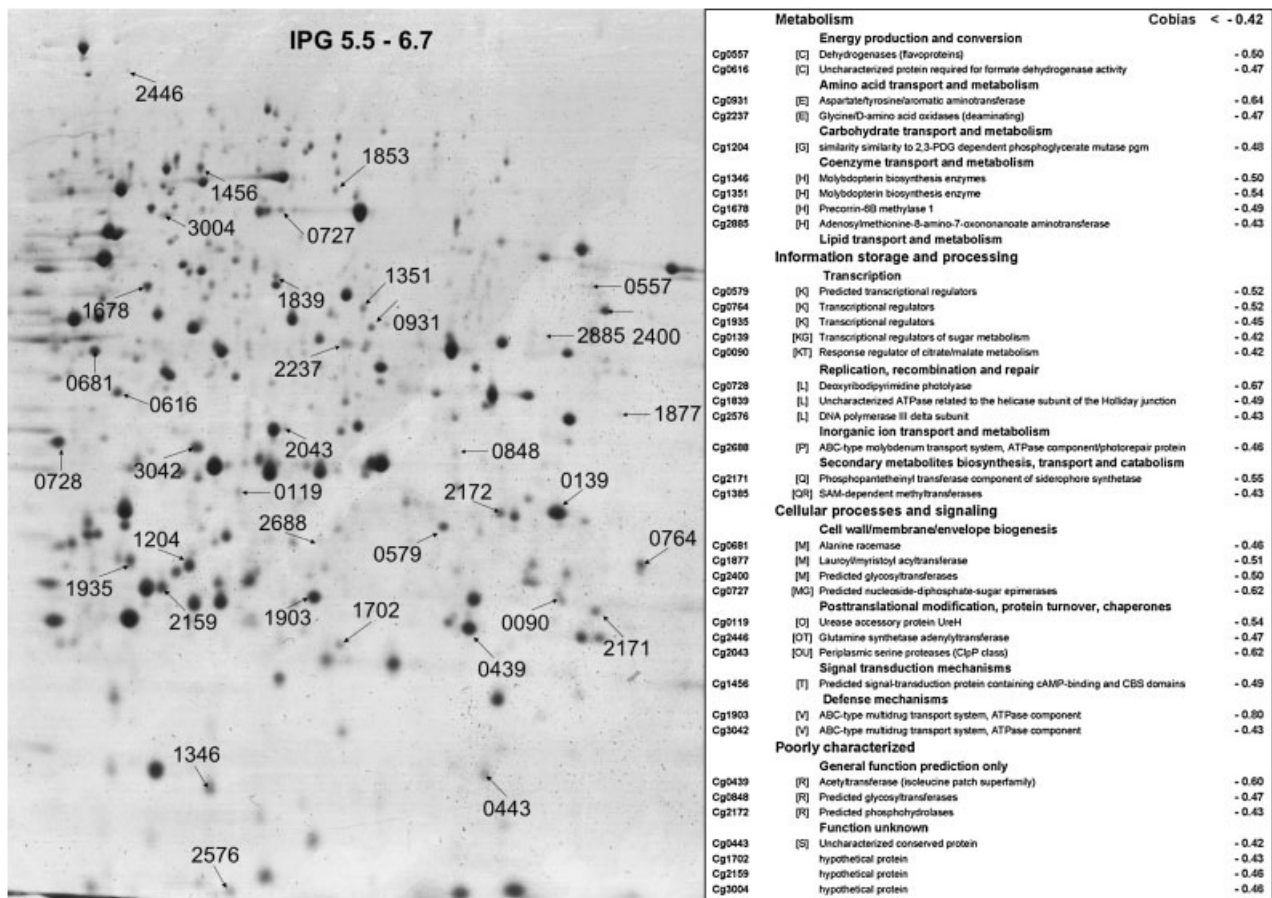 IPG 5.5 - 6.7
2446
1853
1456
3004
0727
1351
0557
1678
1839
0931
2885 2400
2237
0681
0616
1877
2043
0848
3042
0728
0119
2172
0139
2688
0579
0764
1204
1935
2159
1903
1702
0090
2171
0439
1346
0443
2576
Metabolism Cobias < - 0.42
Energy production and conversion
Cg0557 [C] Dehydrogenases (flavoproteins) - 0.50
Cg0616 [C] Uncharacterized protein required for formate dehydrogenase activity - 0.47
Amino acid transport and metabolism
Cg0931 [E] Aspartate/tyrosine/aromatic aminotransferase - 0.64
Cg2237 [E] Glycine/D-amino acid oxidases (deaminating) - 0.47
Carbohydrate transport and metabolism
Cg1204 [G] similarity similarity to 2,3-PDG dependent phosphoglycerate mutase pgm - 0.48
Coenzyme transport and metabolism
Cg1346 [H] Molybdopterin biosynthesis enzymes - 0.50
Cg1351 [H] Molybdopterin biosynthesis enzyme - 0.54
Cg1678 [H] Precorrin-6B methylase 1 - 0.49
Cg2885 [H] Adenosylmethionine-8-amino-7-oxononanoate aminotransferase - 0.43
Lipid transport and metabolism
Information storage and processing
Transcription
Cg0579 [K] Predicted transcriptional regulators - 0.52
Cg0764 [K] Transcriptional regulators - 0.52
Cg1935 [K] Transcriptional regulators - 0.45
Cg0139 [KG] Transcriptional regulators of sugar metabolism - 0.42
Cg0090 [KT] Response regulator of citrate/malate metabolism - 0.42
Replication, recombination and repair
Cg0728 [L] Deoxyribodipyrimidine photolyase - 0.67
Cg1839 [L] Uncharacterized ATPase related to the helicase subunit of the Holliday junction - 0.49
Cg2576 [L] DNA polymerase III delta subunit - 0.43
Inorganic ion transport and metabolism
Cg2688 [P] ABC-type molybdenum transport system, ATPase component/photorepair protein - 0.46
Secondary metabolites biosynthesis, transport and catabolism
Cg2171 [Q] Phosphopantetheinyl transferase component of siderophore synthetase - 0.55
Cg1385 [QR] SAM-dependent methyltransferases - 0.43
Cellular processes and signaling
Cell wall/membrane/envelope biogenesis
Cg0681 [M] Alanine racemase - 0.46
Cg1877 [M] Lauroyl/myristoyl acyltransferase - 0.51
Cg2400 [M] Predicted glycosyltransferases - 0.50
Cg0727 [MG] Predicted nucleoside-diphosphate-sugar epimerases - 0.62
Posttranslational modification, protein turnover, chaperones
Cg0119 [O] Urease accessory protein UreH - 0.54
Cg2446 [OT] Glutamine synthetase adenylyltransferase - 0.47
Cg2043 [OU] Periplasmic serine proteases (ClpP class) - 0.62
Signal transduction mechanisms
Cg1456 [T] Predicted signal-transduction protein containing cAMP-binding and CBS domains - 0.49
Defense mechanisms
Cg1903 [V] ABC-type multidrug transport system, ATPase component - 0.80
Cg3042 [V] ABC-type multidrug transport system, ATPase component - 0.43
Poorly characterized
General function prediction only
Cg0439 [R] Acetyltransferase (isoleucine patch superfamily) - 0.60
Cg0848 [R] Predicted glycosyltransferases - 0.47
Cg2172 [R] Predicted phosphohydrolases - 0.43
Function unknown
Cg0443 [S] Uncharacterized conserved protein - 0.42
Cg1702 hypothetical protein - 0.43
Cg2159 hypothetical protein - 0.46
Cg3004 hypothetical protein - 0.46